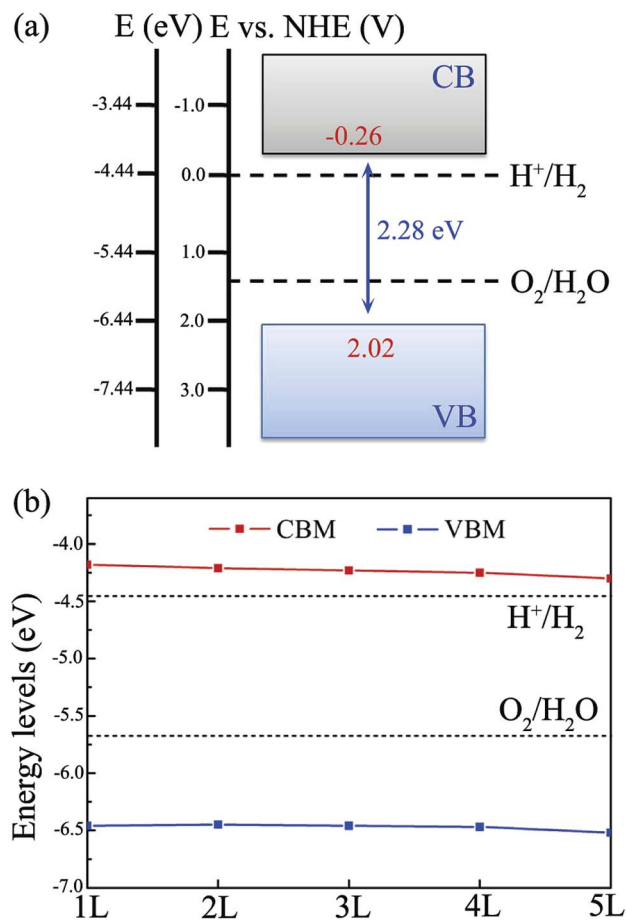 (a) E (eV) E vs. NHE (V)
CB
-3.44 -1.0
-0.26
-4.44 0.0 H⁺/H₂
2.28 eV
-5.44 1.0
O₂/H₂O
-6.44 2.0
2.02
-7.44 3.0
VB
(b)
CBM VBM
-4.0
-4.5
H⁺/H₂
-5.0
-5.5
O₂/H₂O
-6.0
-6.5
-7.0
Energy levels (eV)
1L 2L 3L 4L 5L